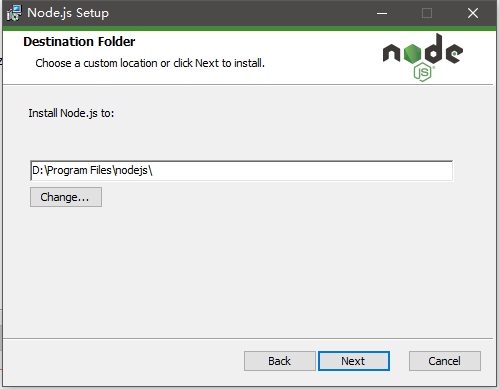 Node.js Setup
Destination Folder
Choose a custom location or click Next to install.
node
JS
Install Node.js to:
D:\Program Files\nodejs\
Change...
Back
Next
Cancel